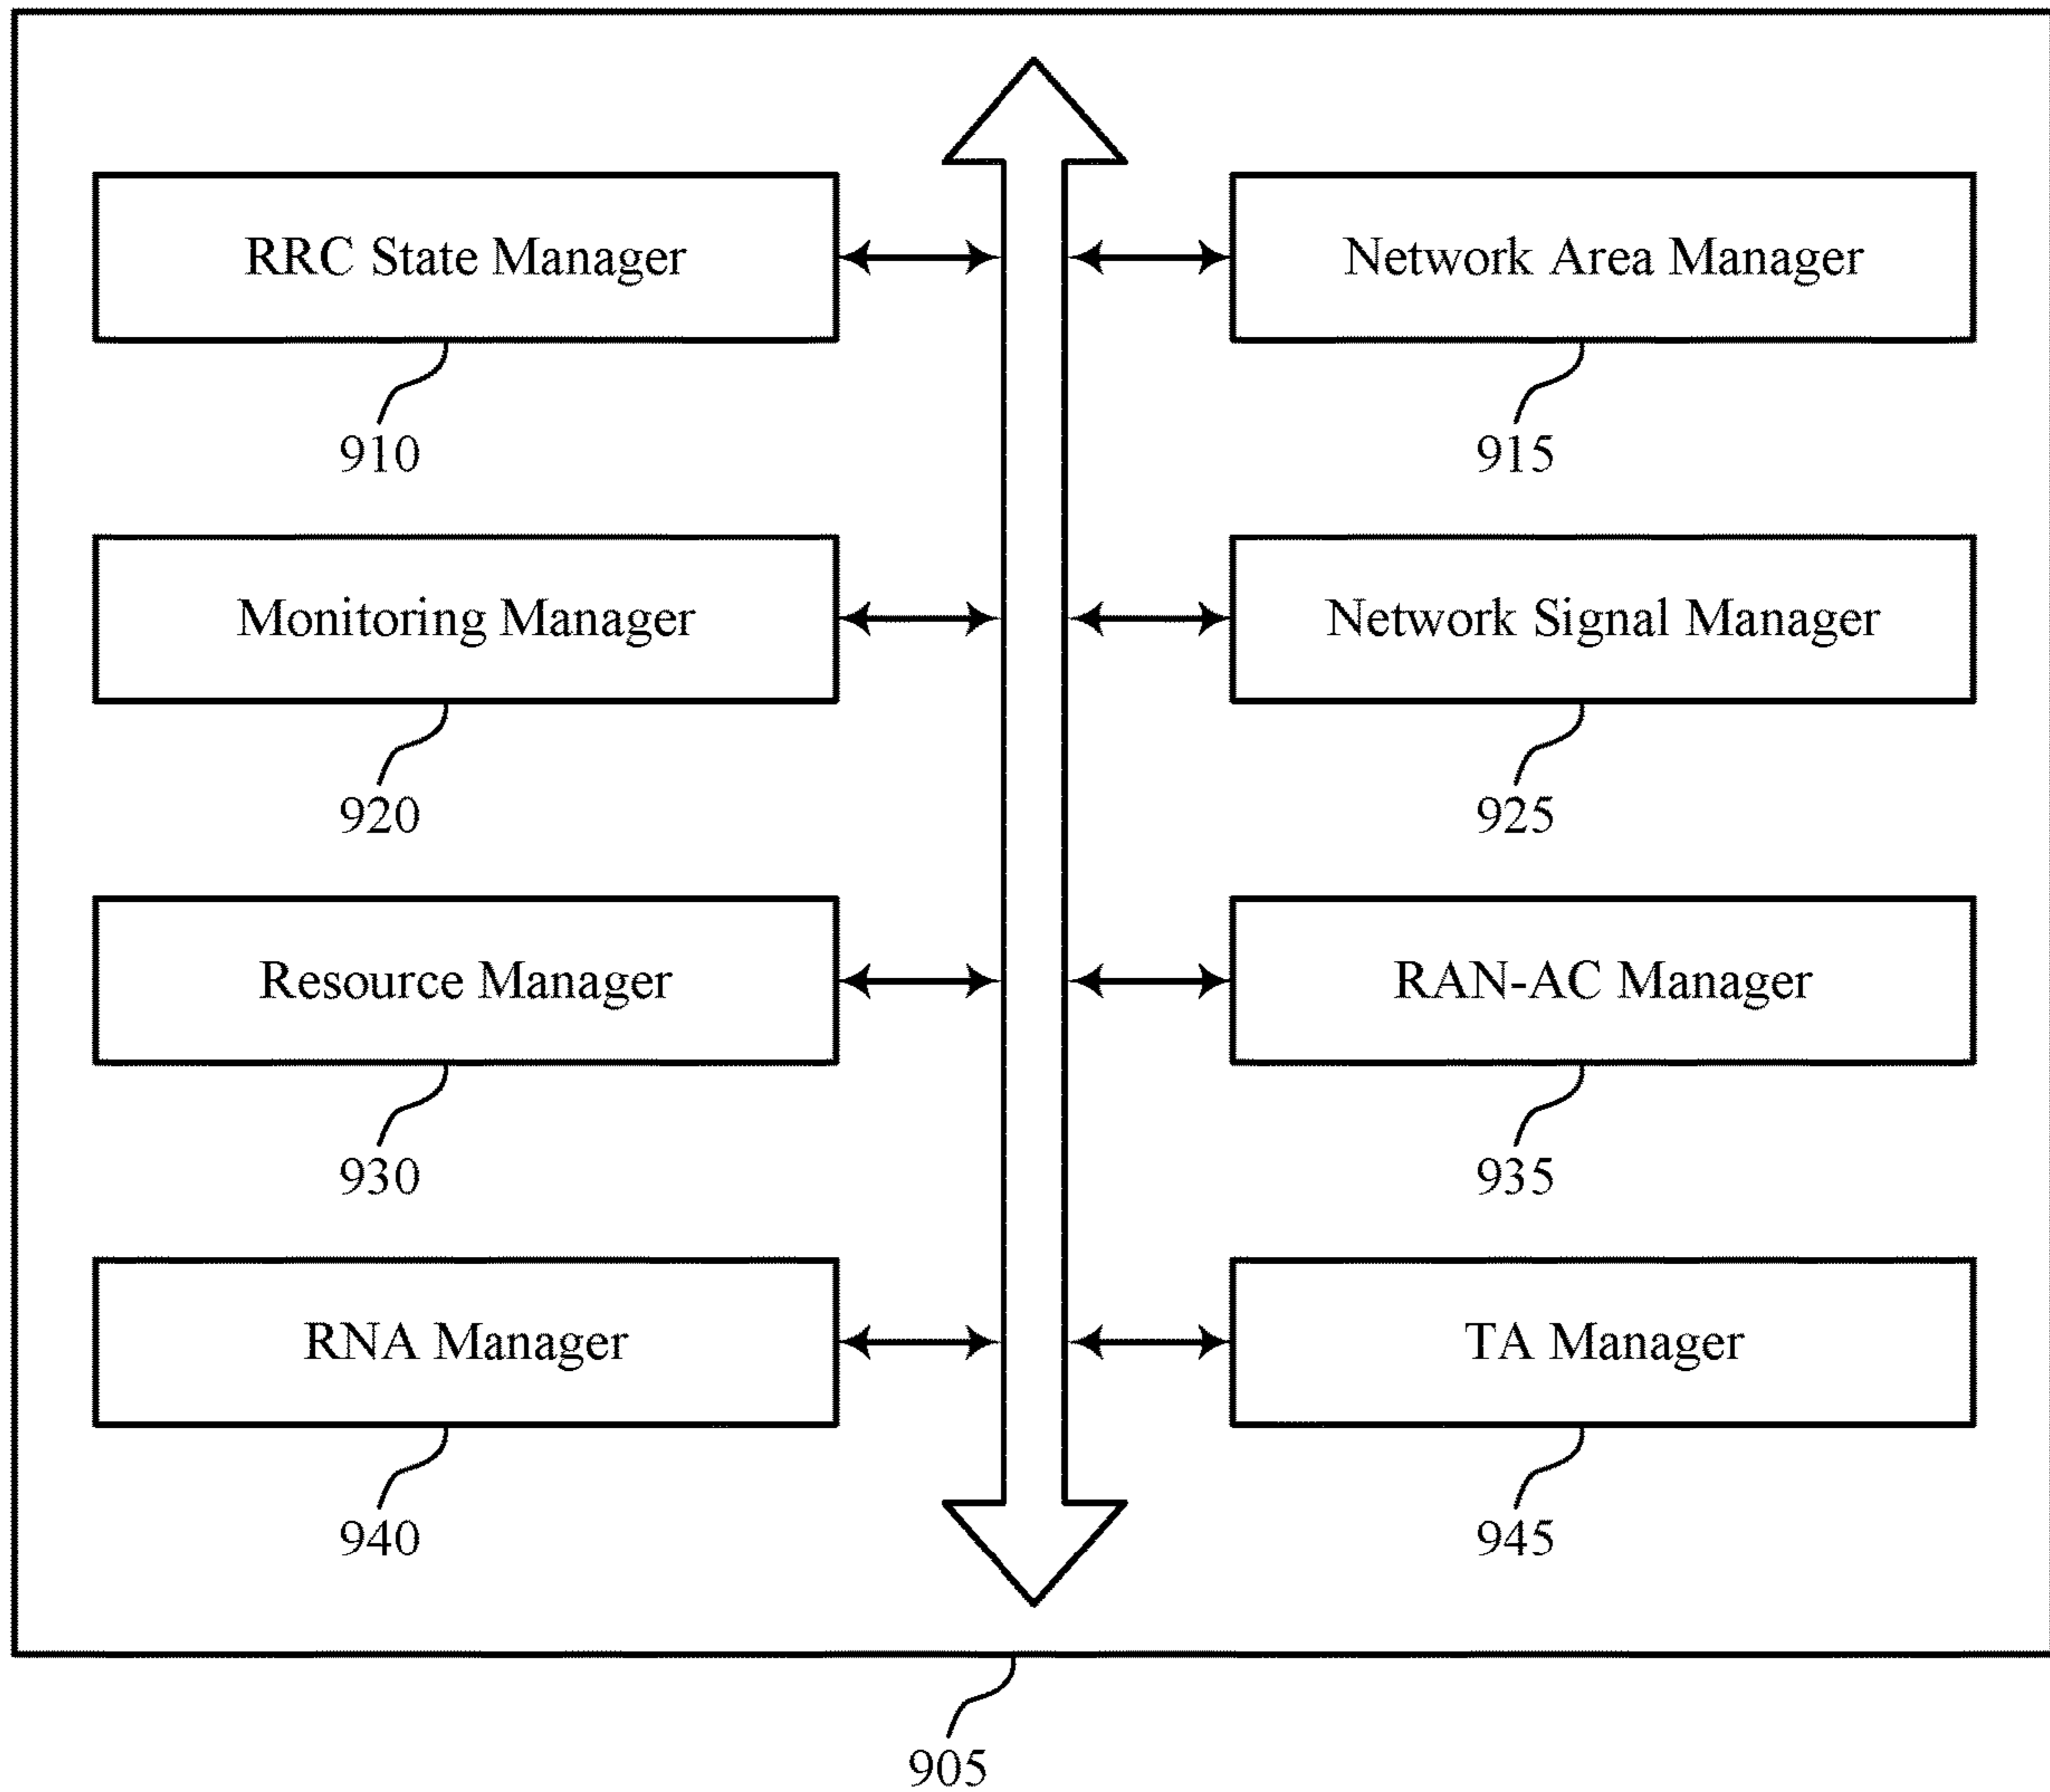 RRC State Manager
Network Area Manager
910
915
Monitoring Manager
Network Signal Manager
920
925
Resource Manager
RAN-AC Manager
930
935
RNA Manager
TA Manager
940
945
905